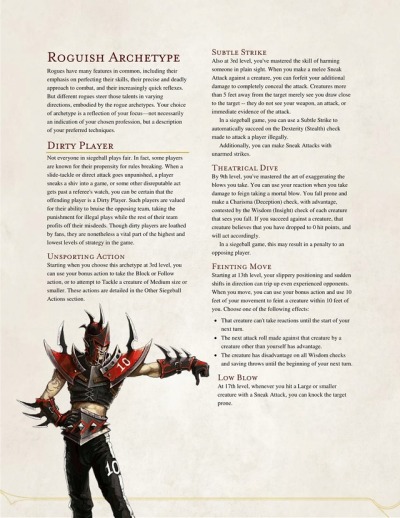 Roguish Archetype
Rogues have many features in common, including their
emphasis on perfecting their skills, their precise and deadly
approach to combat, and their increasingly quick reflexes.
But different rogues steer those talents in varying
directions, embodied by the rogue archetypes. Your choice
of archetype is a reflection of your focus—not necessarily
an indication of your chosen profession, but a description
of your preferred techniques.
Dirty Player
Not everyone in siegeball plays fair. In fact, some players
are known for their propensity for rules breaking. When a
slide-tackle or direct attack goes unpunished, a player
sneaks a shiv into a game, or some other disreputable act
gets past a referee's watch, you can be certain that the
offending player is a Dirty Player. Such players are valued
for their ability to bruise the opposing team, taking the
punishment for illegal plays while the rest of their team
profits off their misdeeds. Though dirty players are loathed
by fans, they are nonetheless a vital part of the highest and
lowest levels of strategy in the game.
Unsporting Action
Starting when you choose this archetype at 3rd level, you
can use your bonus action to take the Block or Follow
action, or to attempt to Tackle a creature of Medium size or
smaller. These actions are detailed in the Other Siegeball
Actions section.
10
10
Subtle Strike
Also at 3rd level, you've mastered the skill of harming
someone in plain sight. When you make a melee Sneak
Attack against a creature, you can forfeit your additional
damage to completely conceal the attack. Creatures more
than 5 feet away from the target merely see you draw close
to the target -- they do not see your weapon, an attack, or
immediate evidence of the attack.
In a siegeball game, you can use a Subtle Strike to
automatically succeed on the Dexterity (Stealth) check
made to attack a player illegally.
Additionally, you can make Sneak Attacks with
unarmed strikes.
Theatrical Dive
By 9th level, you've mastered the art of exaggerating the
blows you take. You can use your reaction when you take
damage to feign taking a mortal blow. You fall prone and
make a Charisma (Deception) check, with advantage,
contested by the Wisdom (Insight) check of each creature
that sees you fall. If you succeed against a creature, that
creature believes that you have dropped to 0 hit points, and
will act accordingly.
In a siegeball game, this may result in a penalty to an
opposing player.
Feinting Move
Starting at 13th level, your slippery positioning and sudden
shifts in direction can trip up even experienced opponents.
When you move, you can use your bonus action and use 10
feet of your movement to feint a creature within 10 feet of
you. Choose one of the following effects:
• That creature can't take reactions until the start of your
next turn.
• The next attack roll made against that creature by a
creature other than yourself has advantage.
• The creature has disadvantage on all Wisdom checks
and saving throws until the beginning of your next turn.
Low Blow
At 17th level, whenever you hit a Large or smaller
creature with a Sneak Attack, you can knock the target
prone.